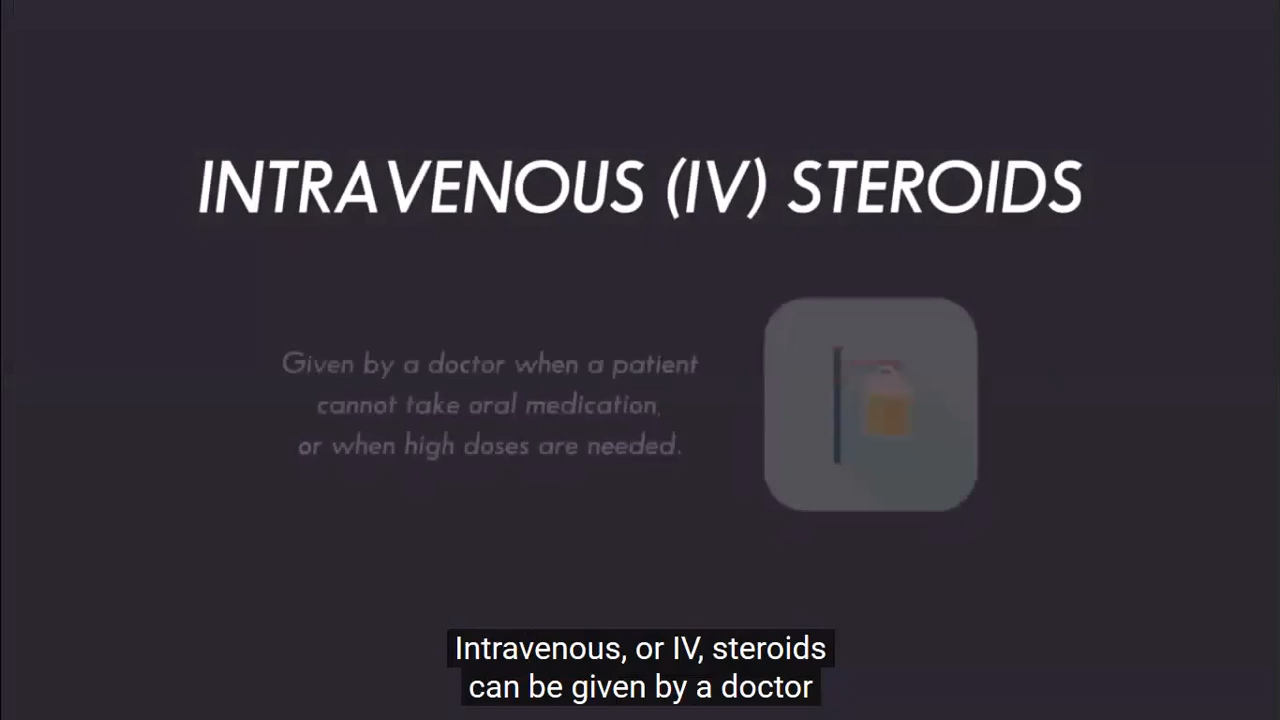 INTRAVENOUS (IV) STEROIDS
Given by a doctor when a patient
cannot take oral medication,
or when high doses are needed.
Intravenous, or IV, steroids
can be given by a doctor